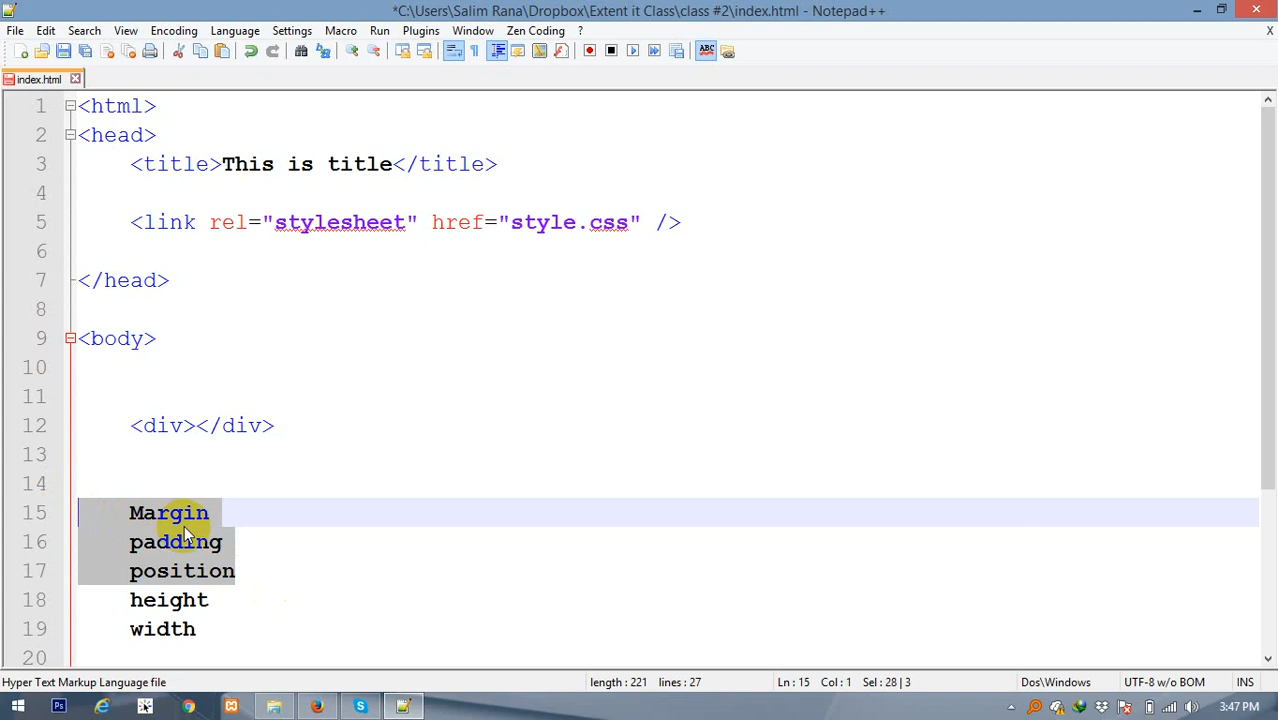 *C:\Users\Salim Rana\Dropbox\Extent it Class\class #2\index.html - Notepad++
File Edit Search View Encoding Language Settings Macro Run Plugins Window Zen Coding ? X
ABC
index.html
1 <html>
2 <head>
3 <title>This is title</title>
4
5 <link rel="stylesheet" href="style.css" />
6
7 </head>
8
9 <body>
10
11
12 <div></div>
13
14
15 Margin
16 padding
17 position
18 height
19 width
20
Hyper Text Markup Language file length : 221 lines : 27 Ln : 15 Col : 1 Sel : 28 | 3 Dos\Windows UTF-8 w/o BOM INS
Ps 3:47 PM